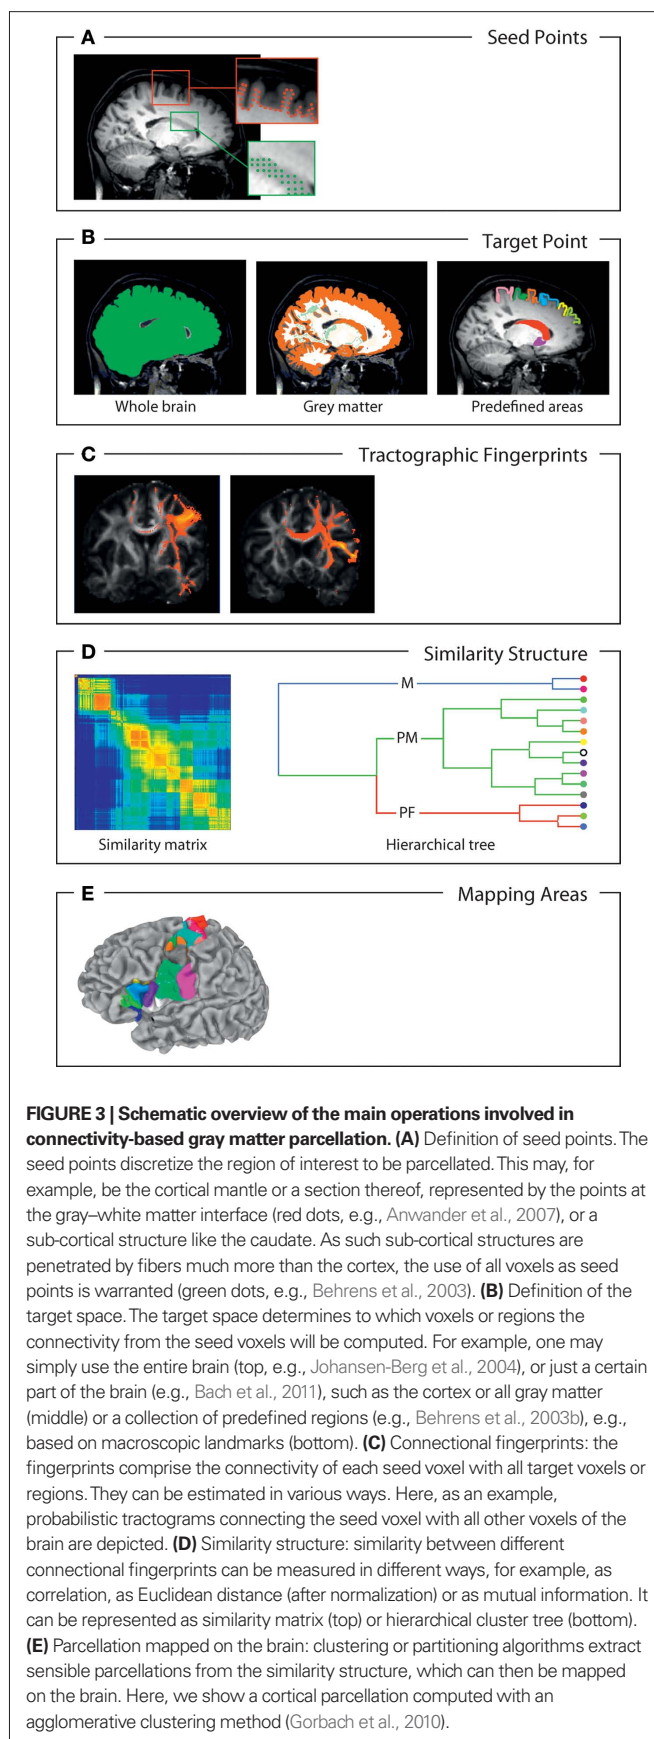 A
Seed Points
B
Target Point
Whole brain
Grey matter
Predefined areas
C
Tractographic Fingerprints
D
Similarity Structure
M
PM
PF
Similarity matrix
Hierarchical tree
E
Mapping Areas
FIGURE 3 | Schematic overview of the main operations involved in
connectivity-based gray matter parcellation. (A) Definition of seed points. The
seed points discretize the region of interest to be parcellated. This may, for
example, be the cortical mantle or a section thereof, represented by the points at
the gray–white matter interface (red dots, e.g., Anwander et al., 2007), or a
sub-cortical structure like the caudate. As such sub-cortical structures are
penetrated by fibers much more than the cortex, the use of all voxels as seed
points is warranted (green dots, e.g., Behrens et al., 2003). (B) Definition of the
target space. The target space determines to which voxels or regions the
connectivity from the seed voxels will be computed. For example, one may
simply use the entire brain (top, e.g., Johansen-Berg et al., 2004), or just a certain
part of the brain (e.g., Bach et al., 2011), such as the cortex or all gray matter
(middle) or a collection of predefined regions (e.g., Behrens et al., 2003b), e.g.,
based on macroscopic landmarks (bottom). (C) Connectional fingerprints: the
fingerprints comprise the connectivity of each seed voxel with all target voxels or
regions. They can be estimated in various ways. Here, as an example,
probabilistic tractograms connecting the seed voxel with all other voxels of the
brain are depicted. (D) Similarity structure: similarity between different
connectional fingerprints can be measured in different ways, for example, as
correlation, as Euclidean distance (after normalization) or as mutual information. It
can be represented as similarity matrix (top) or hierarchical cluster tree (bottom).
(E) Parcellation mapped on the brain: clustering or partitioning algorithms extract
sensible parcellations from the similarity structure, which can then be mapped
on the brain. Here, we show a cortical parcellation computed with an
agglomerative clustering method (Gorbach et al., 2010).